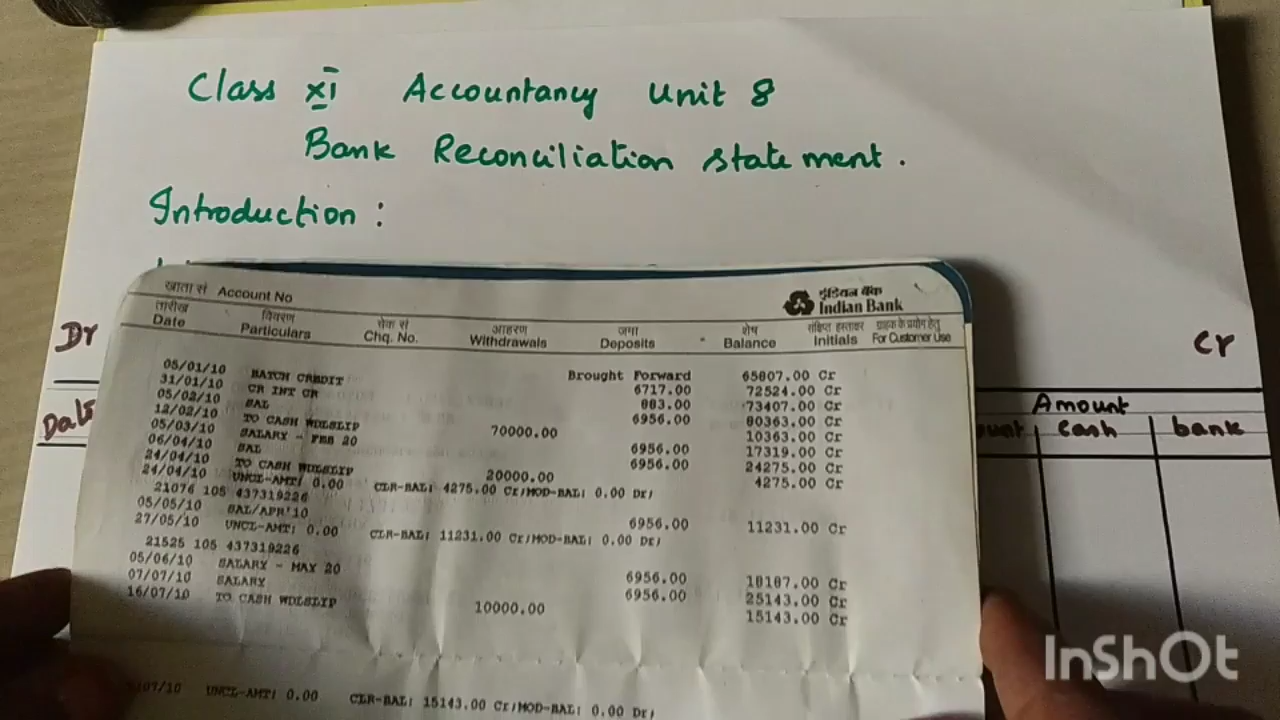 Class XI Accountancy Unit 8
Bank Reconciliation statement.
Introduction :
खाता सं Account No
इंडियन बैंक
Indian Bank
तारीख विवरण चेक सं आहरण जमा शेष संक्षिप्त हस्ताक्षर ग्राहक के प्रयोग हेतु
Date Particulars Chq. No. Withdrawals Deposits Balance Initials For Customer Use
Brought Forward 65807.00 Cr
05/01/10 BATCH CREDIT 6717.00 72524.00 Cr
31/01/10 CR INT CR 883.00 73407.00 Cr
05/02/10 SAL 6956.00 80363.00 Cr
12/02/10 TO CASH WDLSLIP 70000.00 10363.00 Cr
05/03/10 SALARY - FEB 20 6956.00 17319.00 Cr
06/04/10 SAL 6956.00 24275.00 Cr
24/04/10 TO CASH WDLSLIP 20000.00 4275.00 Cr
24/04/10 UNCL-AMT: 0.00 CLR-BAL: 4275.00 Cr;MOD-BAL: 0.00 Dr;
21076 105 437319226
05/05/10 SAL/APR'10 6956.00 11231.00 Cr
27/05/10 UNCL-AMT: 0.00 CLR-BAL: 11231.00 Cr;MOD-BAL: 0.00 Dr;
21525 105 437319226
05/06/10 SALARY - MAY 20 6956.00 18187.00 Cr
07/07/10 SALARY 6956.00 25143.00 Cr
16/07/10 TO CASH WDLSLIP 10000.00 15143.00 Cr
07/10 UNCL-AMT: 0.00 CLR-BAL: 15143.00 Cr;MOD-BAL: 0.00 Dr;
Dr Cr
Date Amount
cash bank
InShOt